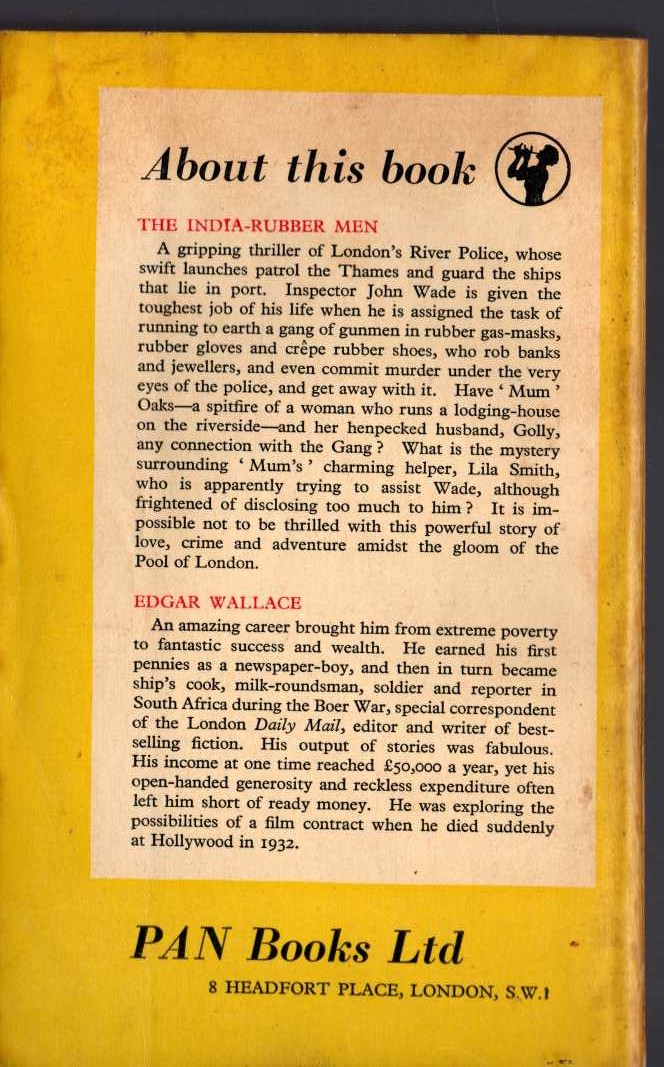 About this book
THE INDIA-RUBBER MEN
A gripping thriller of London's River Police, whose
swift launches patrol the Thames and guard the ships
that lie in port. Inspector John Wade is given the
toughest job of his life when he is assigned the task of
running to earth a gang of gunmen in rubber gas-masks,
rubber gloves and crêpe rubber shoes, who rob banks
and jewellers, and even commit murder under the very
eyes of the police, and get away with it. Have ' Mum '
Oaks—a spitfire of a woman who runs a lodging-house
on the riverside—and her henpecked husband, Golly,
any connection with the Gang ? What is the mystery
surrounding ' Mum's ' charming helper, Lila Smith,
who is apparently trying to assist Wade, although
frightened of disclosing too much to him ? It is im-
possible not to be thrilled with this powerful story of
love, crime and adventure amidst the gloom of the
Pool of London.
EDGAR WALLACE
An amazing career brought him from extreme poverty
to fantastic success and wealth. He earned his first
pennies as a newspaper-boy, and then in turn became
ship's cook, milk-roundsman, soldier and reporter in
South Africa during the Boer War, special correspondent
of the London Daily Mail, editor and writer of best-
selling fiction. His output of stories was fabulous.
His income at one time reached £50,000 a year, yet his
open-handed generosity and reckless expenditure often
left him short of ready money. He was exploring the
possibilities of a film contract when he died suddenly
at Hollywood in 1932.
PAN Books Ltd
8 HEADFORT PLACE, LONDON, S.W.1